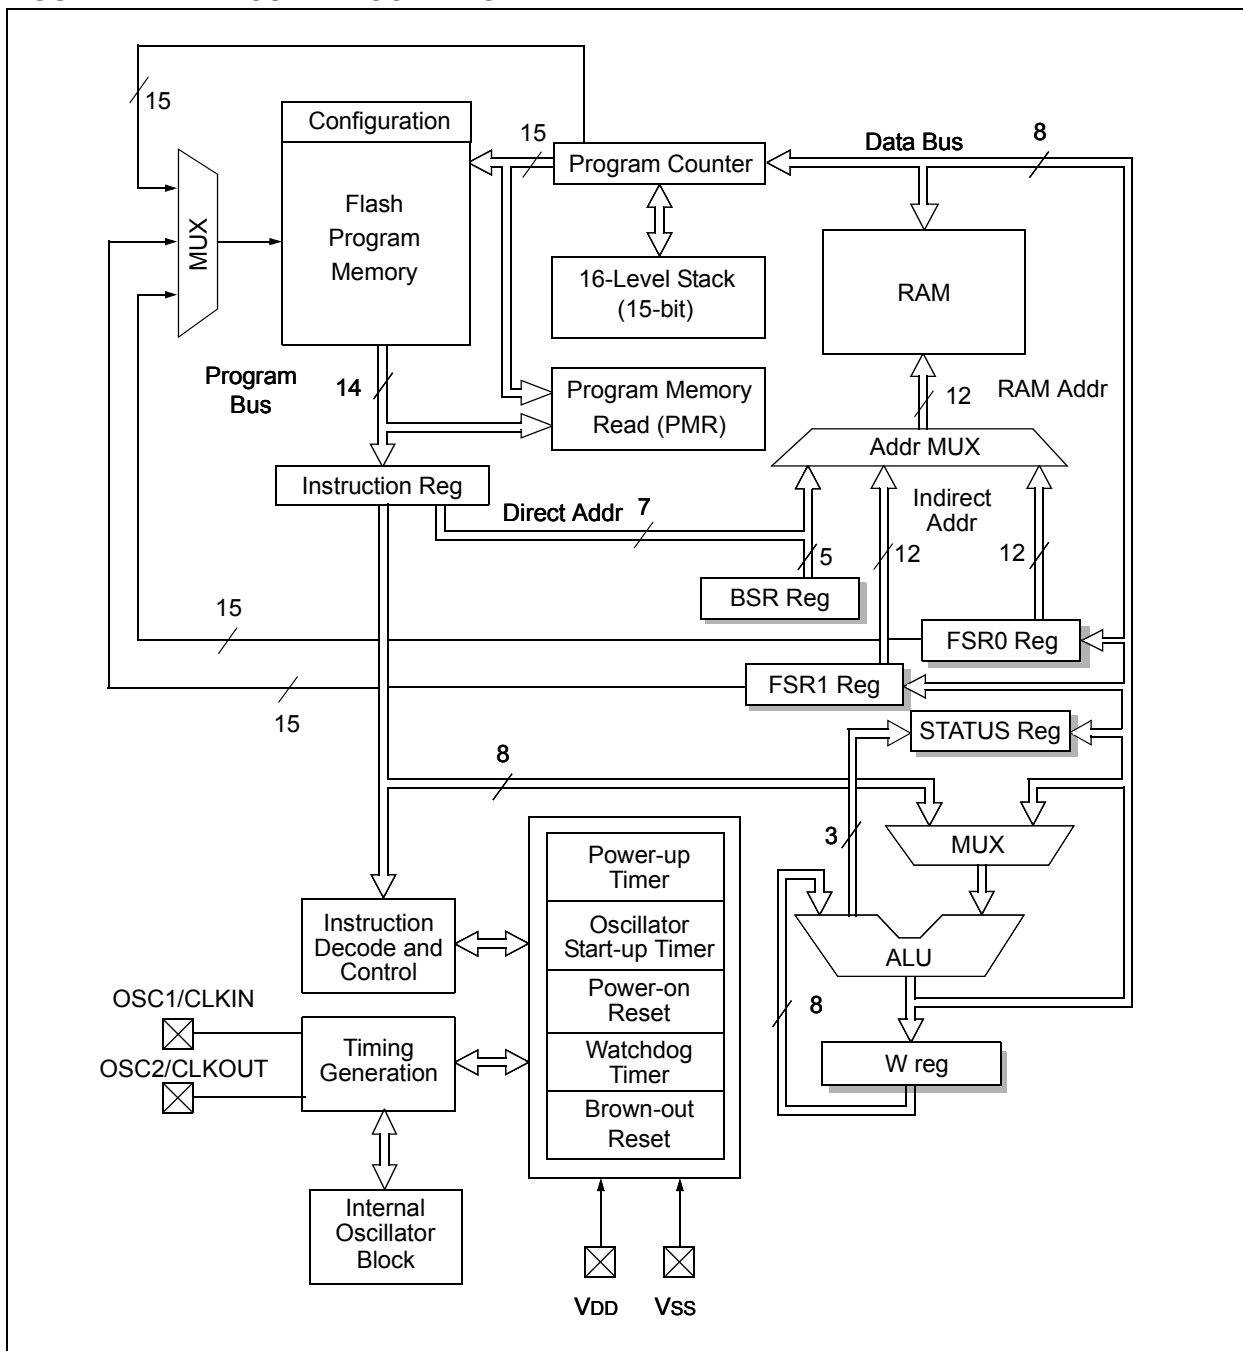 15
Configuration
15
Program Counter
Data Bus
8
MUX
Flash
Program
Memory
16-Level Stack
(15-bit)
RAM
Program
Bus
14
Program Memory
Read (PMR)
12
RAM Addr
Addr MUX
Instruction Reg
Direct Addr
7
Indirect
Addr
5
12
12
BSR Reg
15
FSR0 Reg
FSR1 Reg
15
STATUS Reg
8
3
MUX
Power-up
Timer
Instruction
Decode and
Control
Oscillator
Start-up Timer
ALU
OSC1/CLKIN
Power-on
Reset
8
OSC2/CLKOUT
Timing
Generation
Watchdog
Timer
W reg
Brown-out
Reset
Internal
Oscillator
Block
VDD
VSS